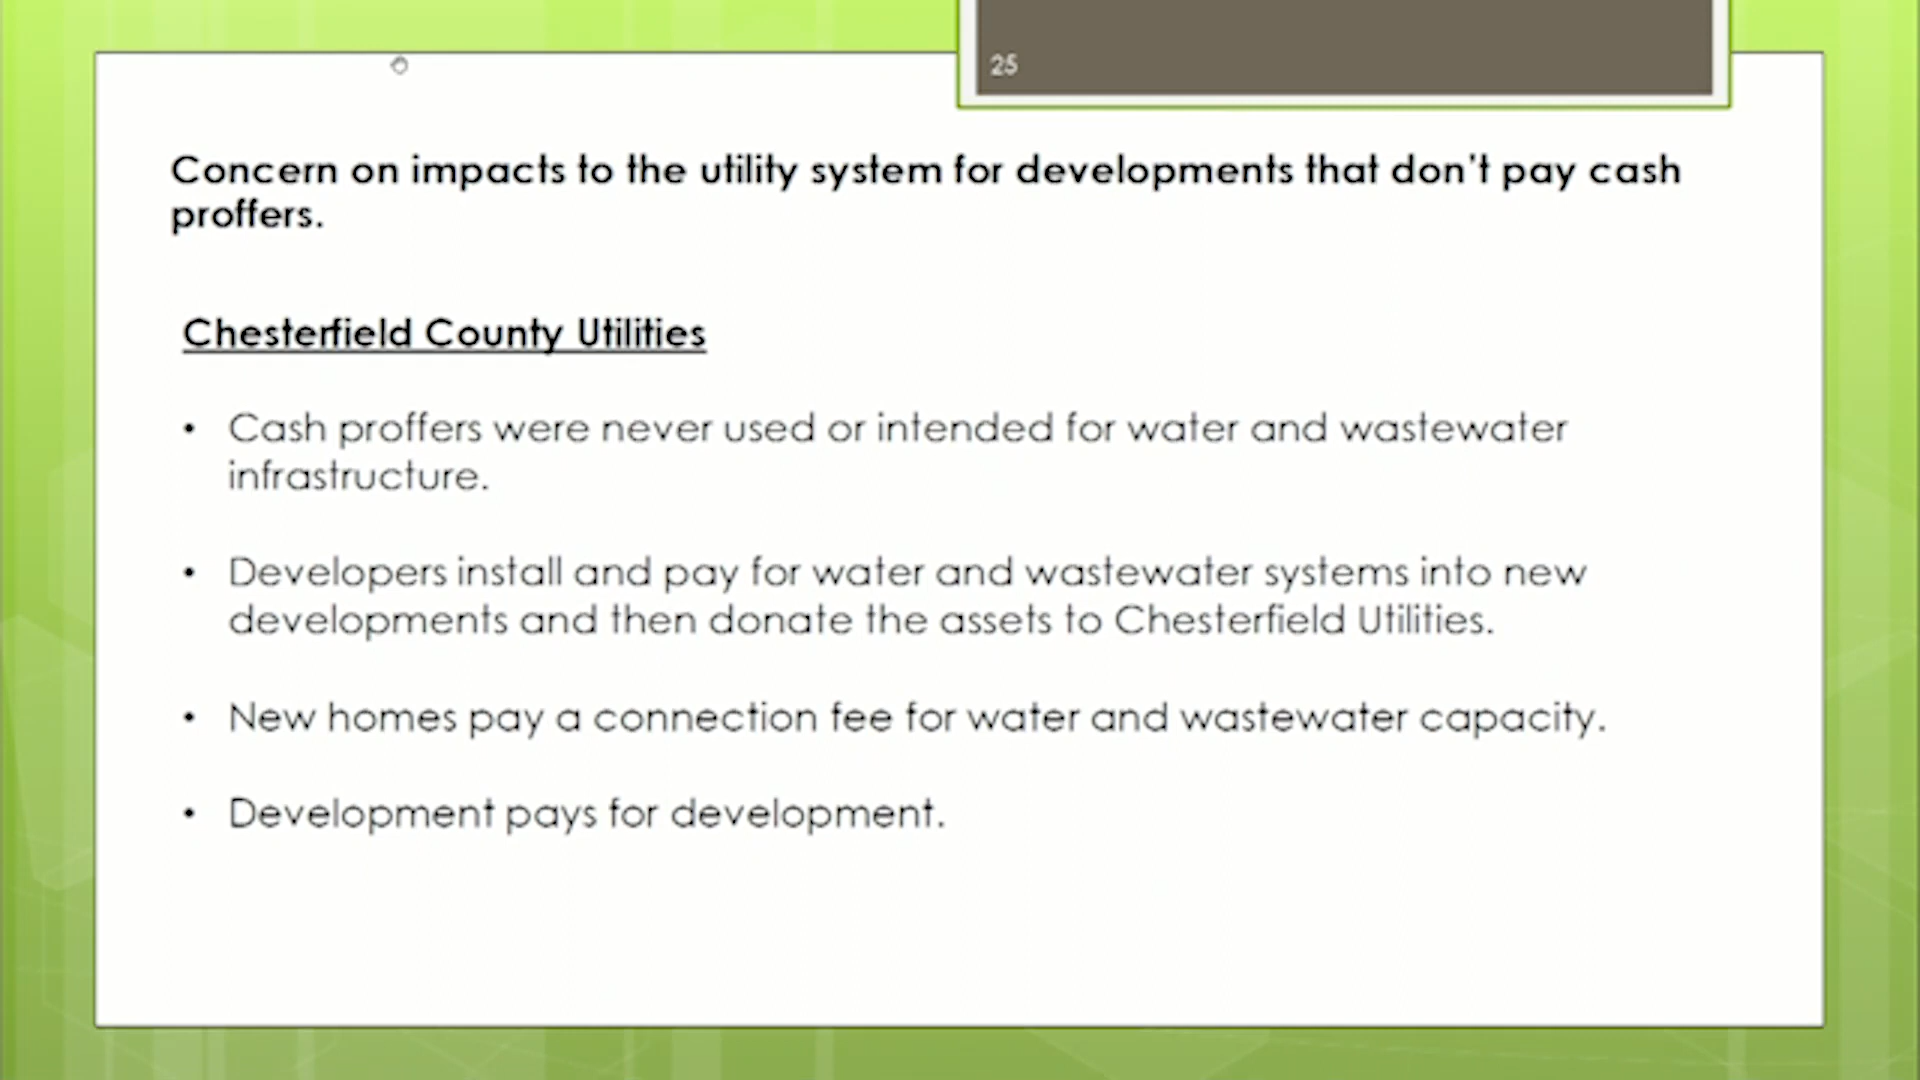 25
Concern on impacts to the utility system for developments that don't pay cash
proffers.
Chesterfield County Utilities
• Cash proffers were never used or intended for water and wastewater
infrastructure.
• Developers install and pay for water and wastewater systems into new
developments and then donate the assets to Chesterfield Utilities.
• New homes pay a connection fee for water and wastewater capacity.
• Development pays for development.